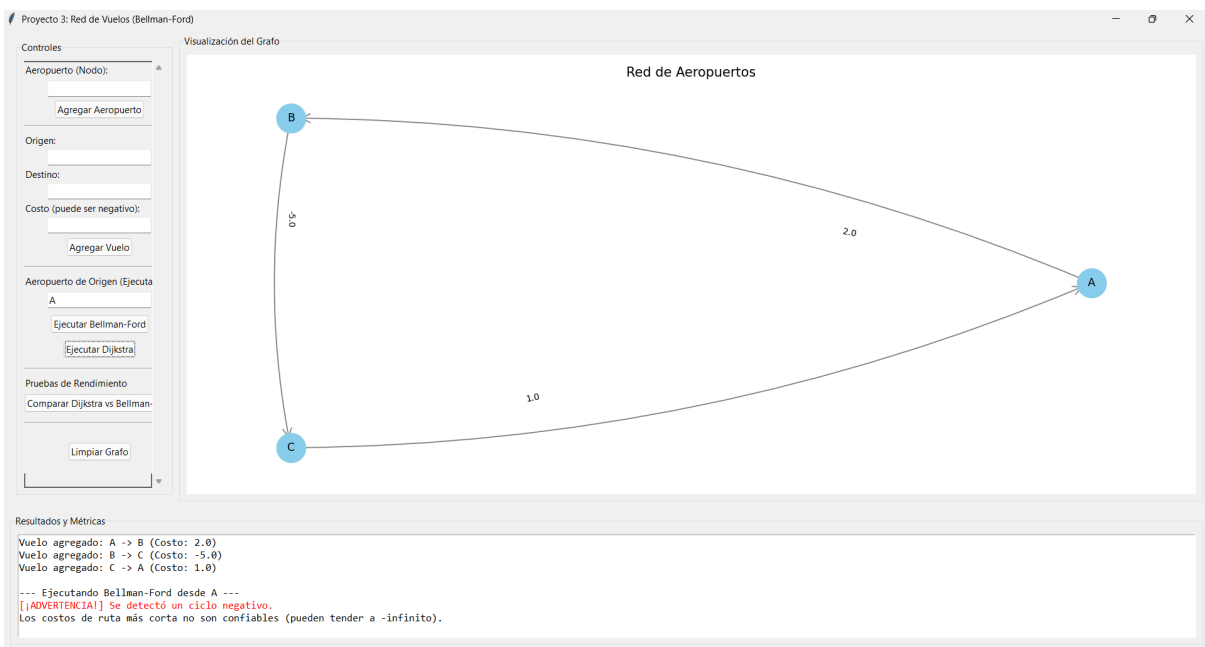 Proyecto 3: Red de Vuelos (Bellman-Ford)
Controles
Aeropuerto (Nodo):
Agregar Aeropuerto
Origen:
Destino:
Costo (puede ser negativo):
Agregar Vuelo
Aeropuerto de Origen (Ejecuta
A
Ejecutar Bellman-Ford
Ejecutar Dijkstra
Pruebas de Rendimiento
Comparar Dijkstra vs Bellman-
Limpiar Grafo
Visualización del Grafo
Red de Aeropuertos
B
-5.0
2.0
A
1.0
C
Resultados y Métricas
Vuelo agregado: A -> B (Costo: 2.0)
Vuelo agregado: B -> C (Costo: -5.0)
Vuelo agregado: C -> A (Costo: 1.0)
--- Ejecutando Bellman-Ford desde A ---
[¡ADVERTENCIA!] Se detectó un ciclo negativo.
Los costos de ruta más corta no son confiables (pueden tender a -infinito).